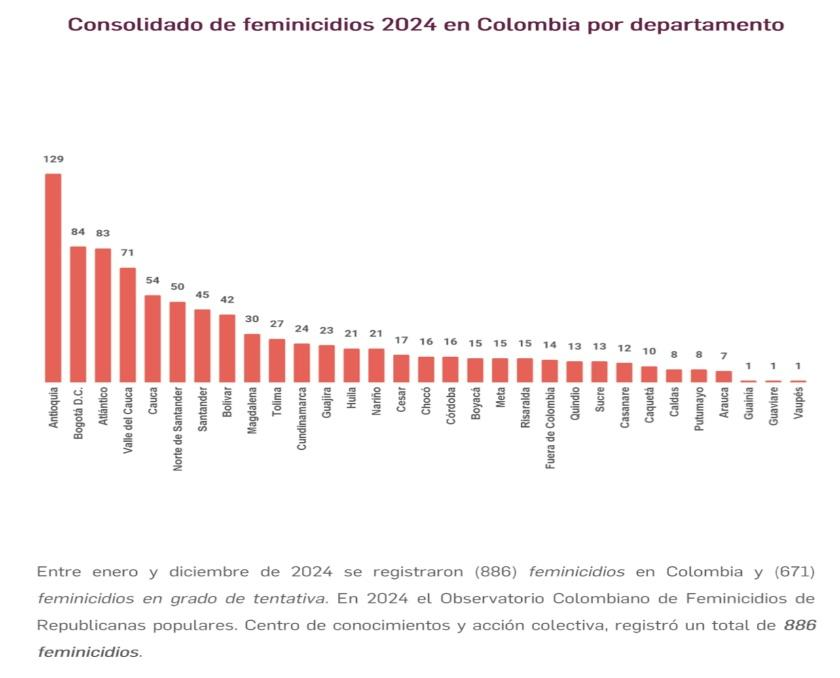 Consolidado de feminicidios 2024 en Colombia por departamento
129
84
83
71
54
50
45
42
30
27
24
23
21
21
17
16
16
15
15
15
14
13
13
12
10
8
8
7
1
1
1
Antioquia
Bogotá D.C.
Atlántico
Valle del Cauca
Cauca
Norte de Santander
Santander
Bolivar
Magdalena
Tolima
Cundinamarca
Guajira
Huila
Nariño
Cesar
Chocó
Córdoba
Boyacá
Meta
Risaralda
Fuera de Colombia
Quindio
Sucre
Casanare
Caquetá
Caldas
Putumayo
Arauca
Guainia
Guaviare
Vaupés
Entre enero y diciembre de 2024 se registraron (886) feminicidios en Colombia y (671)
feminicidios en grado de tentativa. En 2024 el Observatorio Colombiano de Feminicidios de
Republicanas populares. Centro de conocimientos y acción colectiva, registró un total de 886
feminicidios.